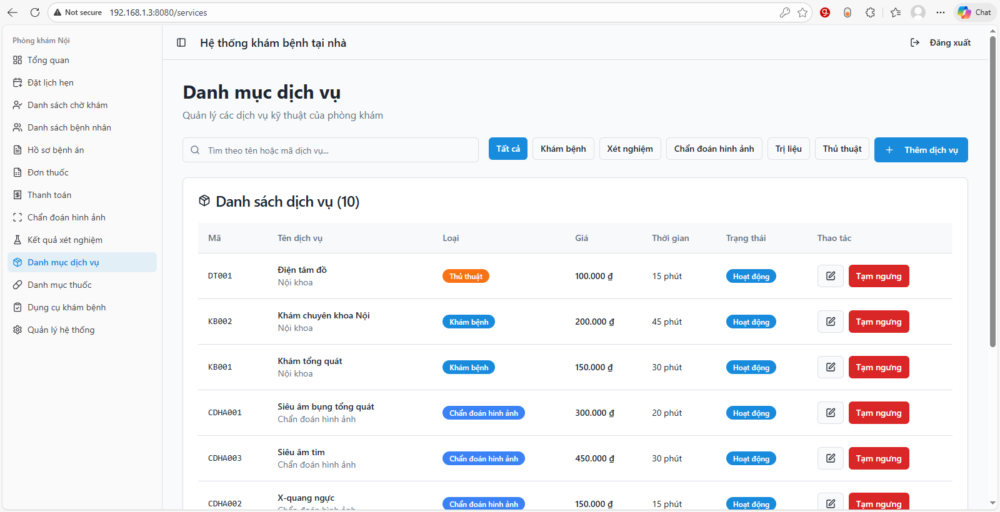 Not secure 192.168.1.3:8080/services
Chat
Phòng khám Nội
Tổng quan
Đặt lịch hẹn
Danh sách chờ khám
Danh sách bệnh nhân
Hồ sơ bệnh án
Đơn thuốc
Thanh toán
Chẩn đoán hình ảnh
Kết quả xét nghiệm
Danh mục dịch vụ
Danh mục thuốc
Dụng cụ khám bệnh
Quản lý hệ thống
Hệ thống khám bệnh tại nhà
Đăng xuất
Danh mục dịch vụ
Quản lý các dịch vụ kỹ thuật của phòng khám
Tìm theo tên hoặc mã dịch vụ...
Tất cả Khám bệnh Xét nghiệm Chẩn đoán hình ảnh Trị liệu Thủ thuật + Thêm dịch vụ
Danh sách dịch vụ (10)
Mã Tên dịch vụ Loại Giá Thời gian Trạng thái Thao tác
DT001 Điện tâm đồ Thủ thuật 100.000 ₫ 15 phút Hoạt động Tạm ngưng
Nội khoa
KB002 Khám chuyên khoa Nội Khám bệnh 200.000 ₫ 45 phút Hoạt động Tạm ngưng
Nội khoa
KB001 Khám tổng quát Khám bệnh 150.000 ₫ 30 phút Hoạt động Tạm ngưng
Nội khoa
CDHA001 Siêu âm bụng tổng quát Chẩn đoán hình ảnh 300.000 ₫ 20 phút Hoạt động Tạm ngưng
Chẩn đoán hình ảnh
CDHA003 Siêu âm tim Chẩn đoán hình ảnh 450.000 ₫ 30 phút Hoạt động Tạm ngưng
Chẩn đoán hình ảnh
CDHA002 X-quang ngực Chẩn đoán hình ảnh 150.000 ₫ 15 phút Hoạt động Tạm ngưng
Chẩn đoán hình ảnh